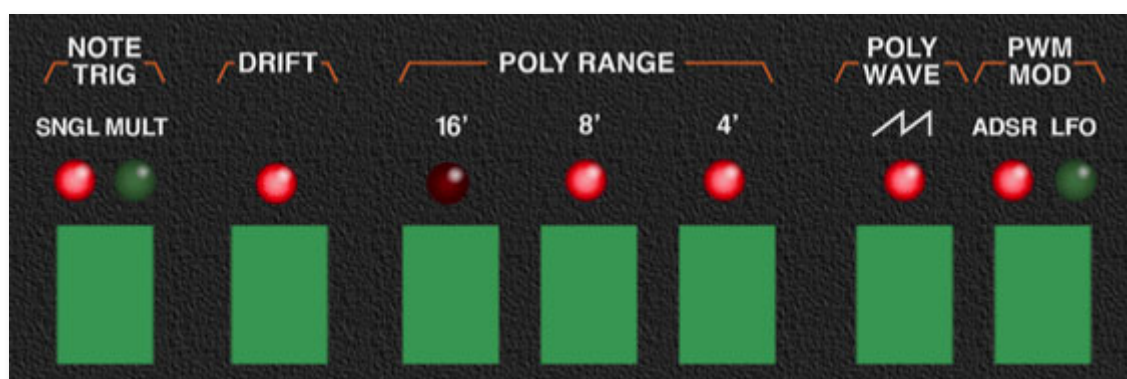 NOTE
TRIG
DRIFT
POLY RANGE
POLY
WAVE
PWM
MOD
SNGL MULT
16'
8'
4'
ADSR LFO